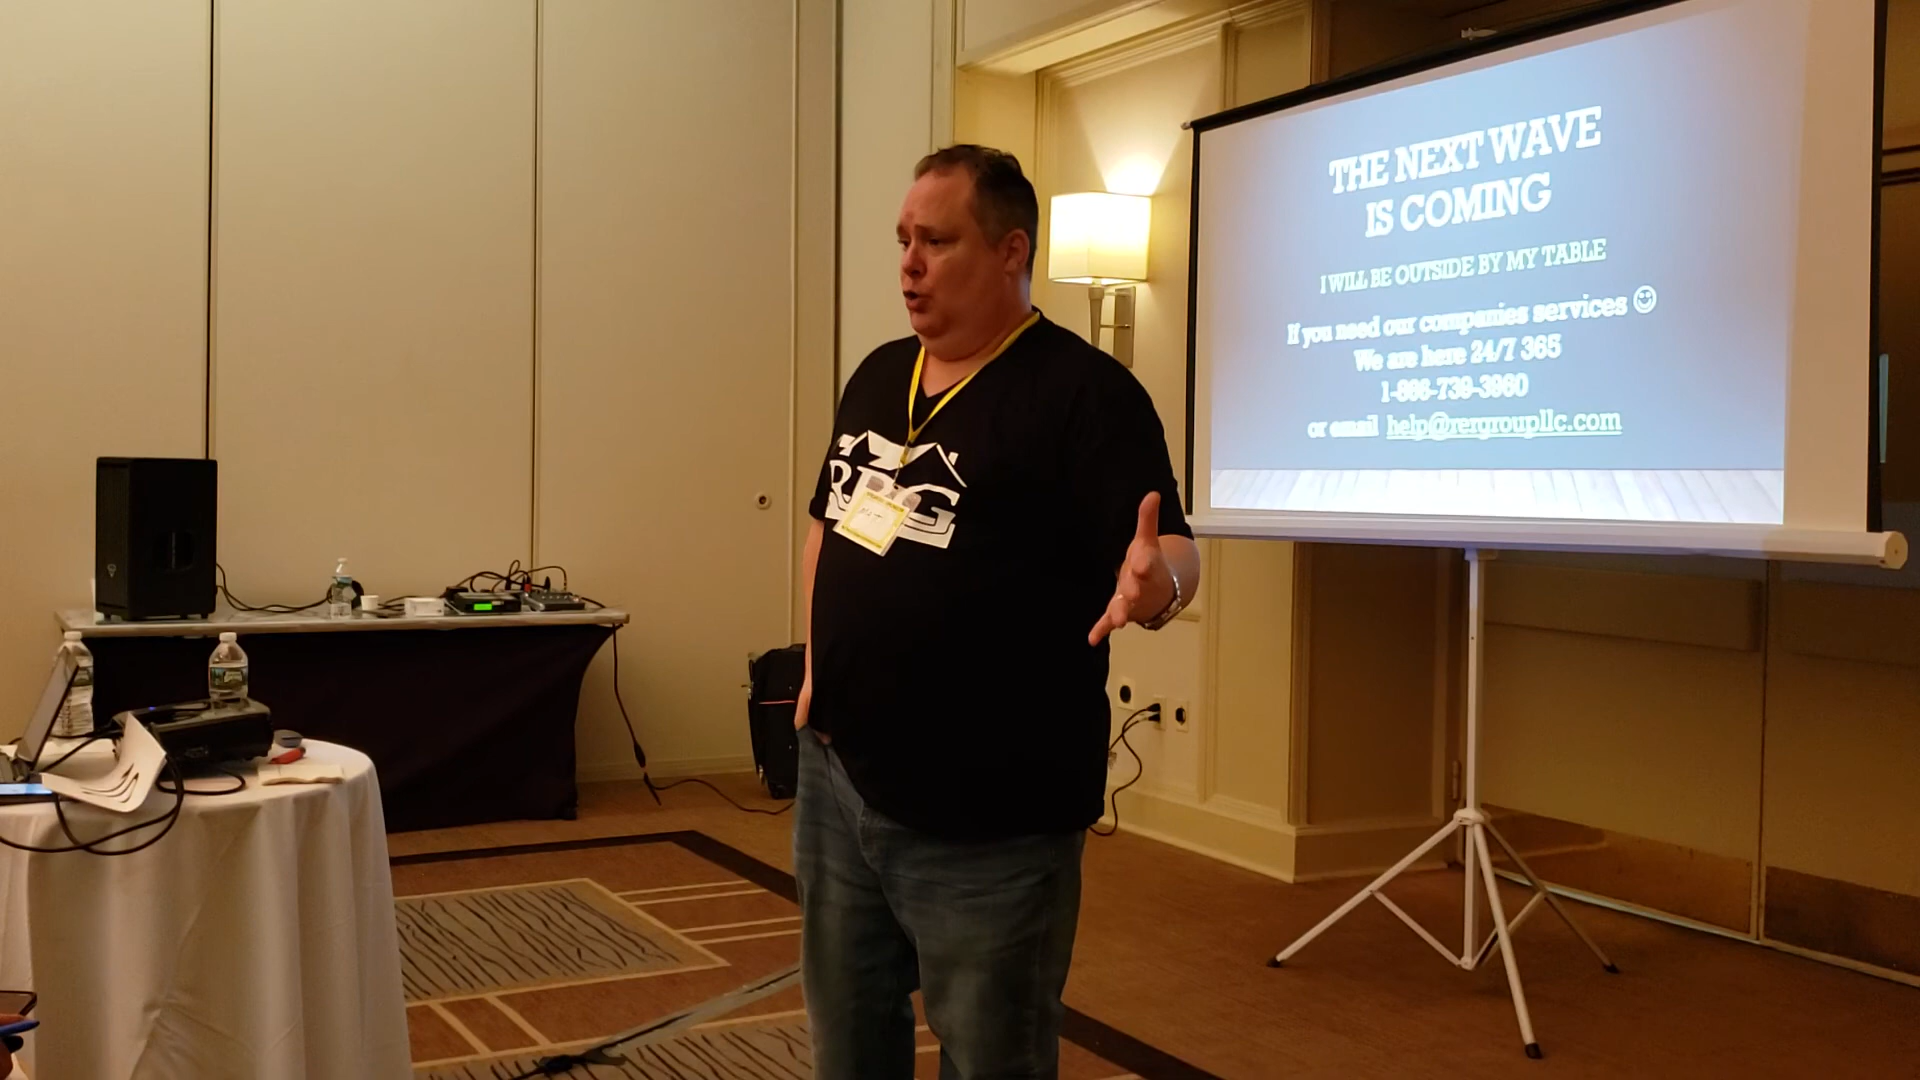 THE NEXT WAVE
IS COMING
I WILL BE OUTSIDE BY MY TABLE
If you need our companies services
We are here 24/7 365
1-866-739-3960
or email help@rergroupllc.com